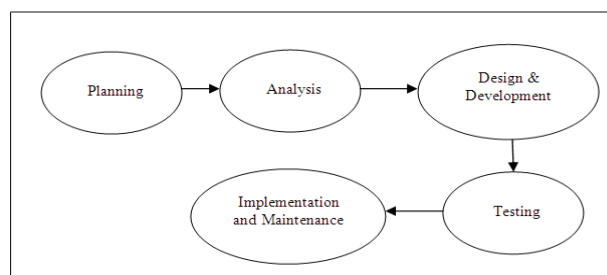 Planning
Analysis
Design &
Development
Testing
Implementation
and Maintenance